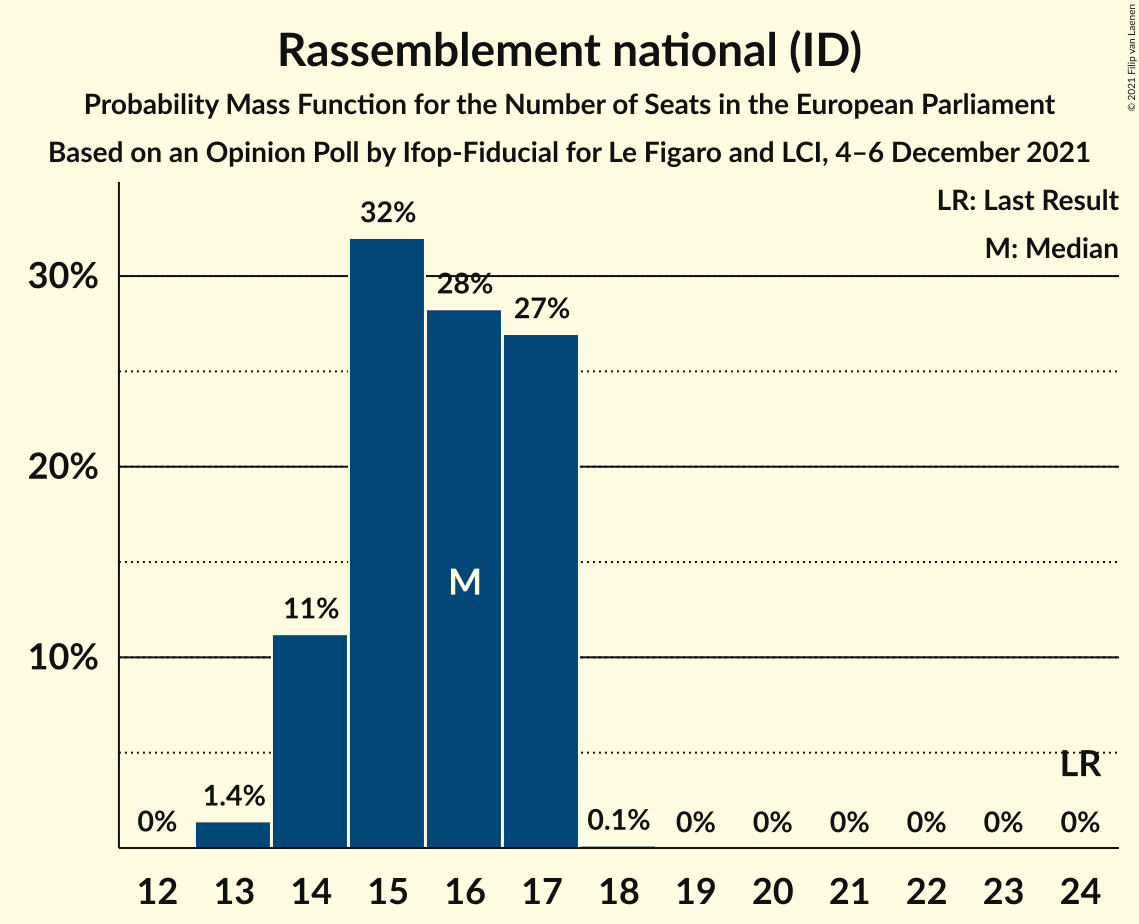 Rassemblement national (ID)
Probability Mass Function for the Number of Seats in the European Parliament
Based on an Opinion Poll by Ifop-Fiducial for Le Figaro and LCI, 4–6 December 2021
© 2021 Filip van Laenen
LR: Last Result
M: Median
30%
20%
10%
0%
1.4%
11%
32%
28%
27%
0.1%
0%
0%
0%
0%
0%
0%
M
LR
12 13 14 15 16 17 18 19 20 21 22 23 24